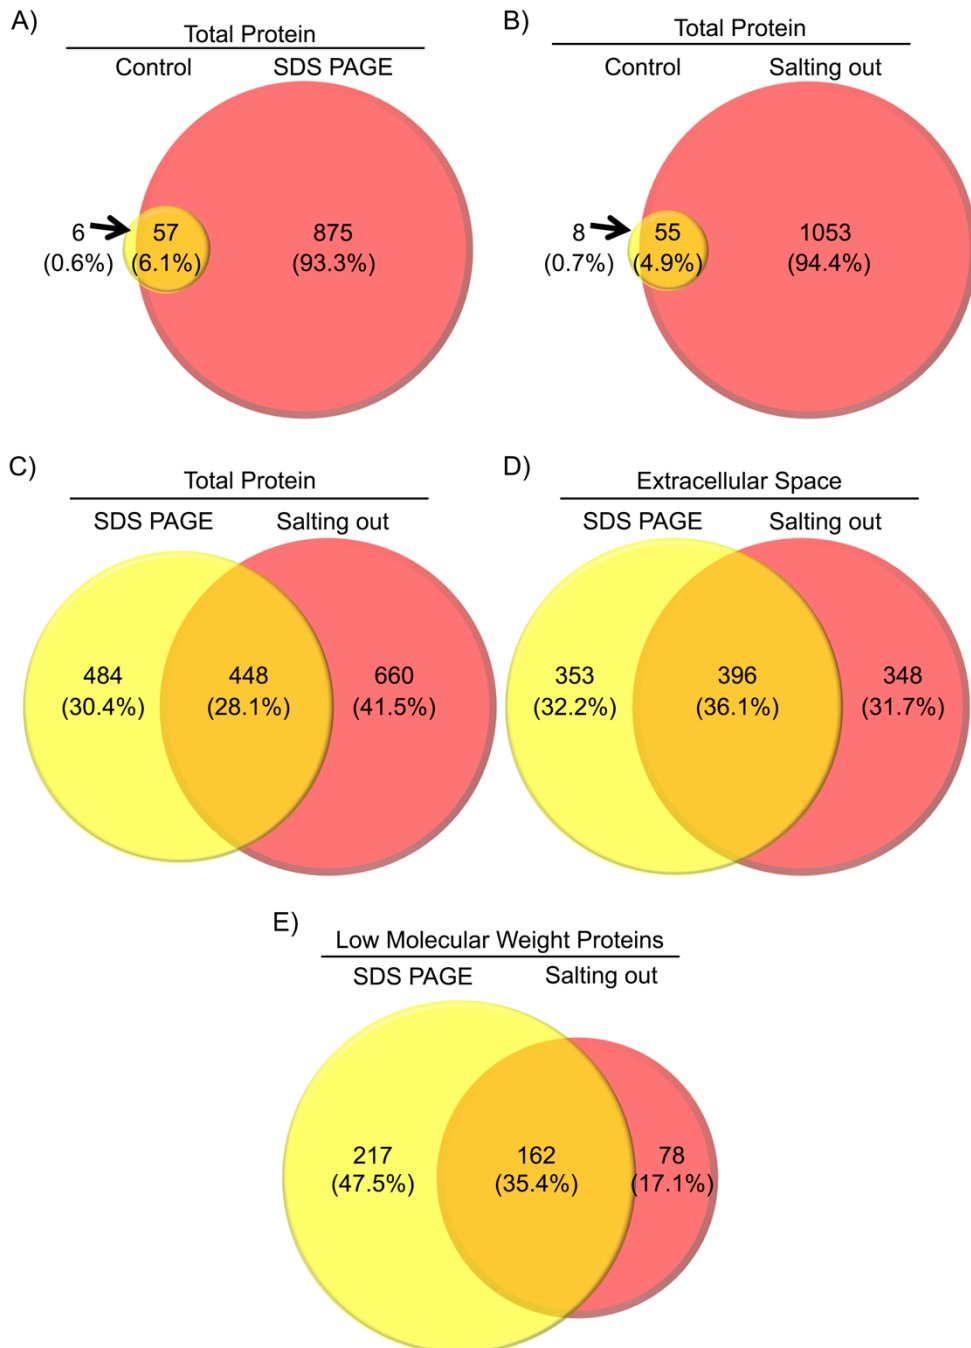 A)
Total Protein
Control SDS PAGE
6 57 875
(0.6%) (6.1%) (93.3%)
B)
Total Protein
Control Salting out
8 55 1053
(0.7%) (4.9%) (94.4%)
C)
Total Protein
SDS PAGE Salting out
484 448 660
(30.4%) (28.1%) (41.5%)
D)
Extracellular Space
SDS PAGE Salting out
353 396 348
(32.2%) (36.1%) (31.7%)
E)
Low Molecular Weight Proteins
SDS PAGE Salting out
217 162 78
(47.5%) (35.4%) (17.1%)